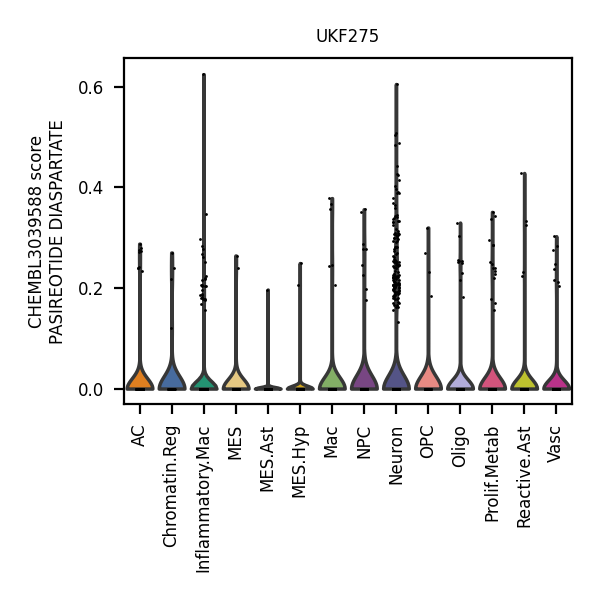 UKF275
CHEMBL3039588 score
PASIREOTIDE DIASPARTATE
0.6
0.4
0.2
0.0
AC
Chromatin.Reg
Inflammatory.Mac
MES
MES.Ast
MES.Hyp
Mac
NPC
Neuron
OPC
Oligo
Prolif.Metab
Reactive.Ast
Vasc